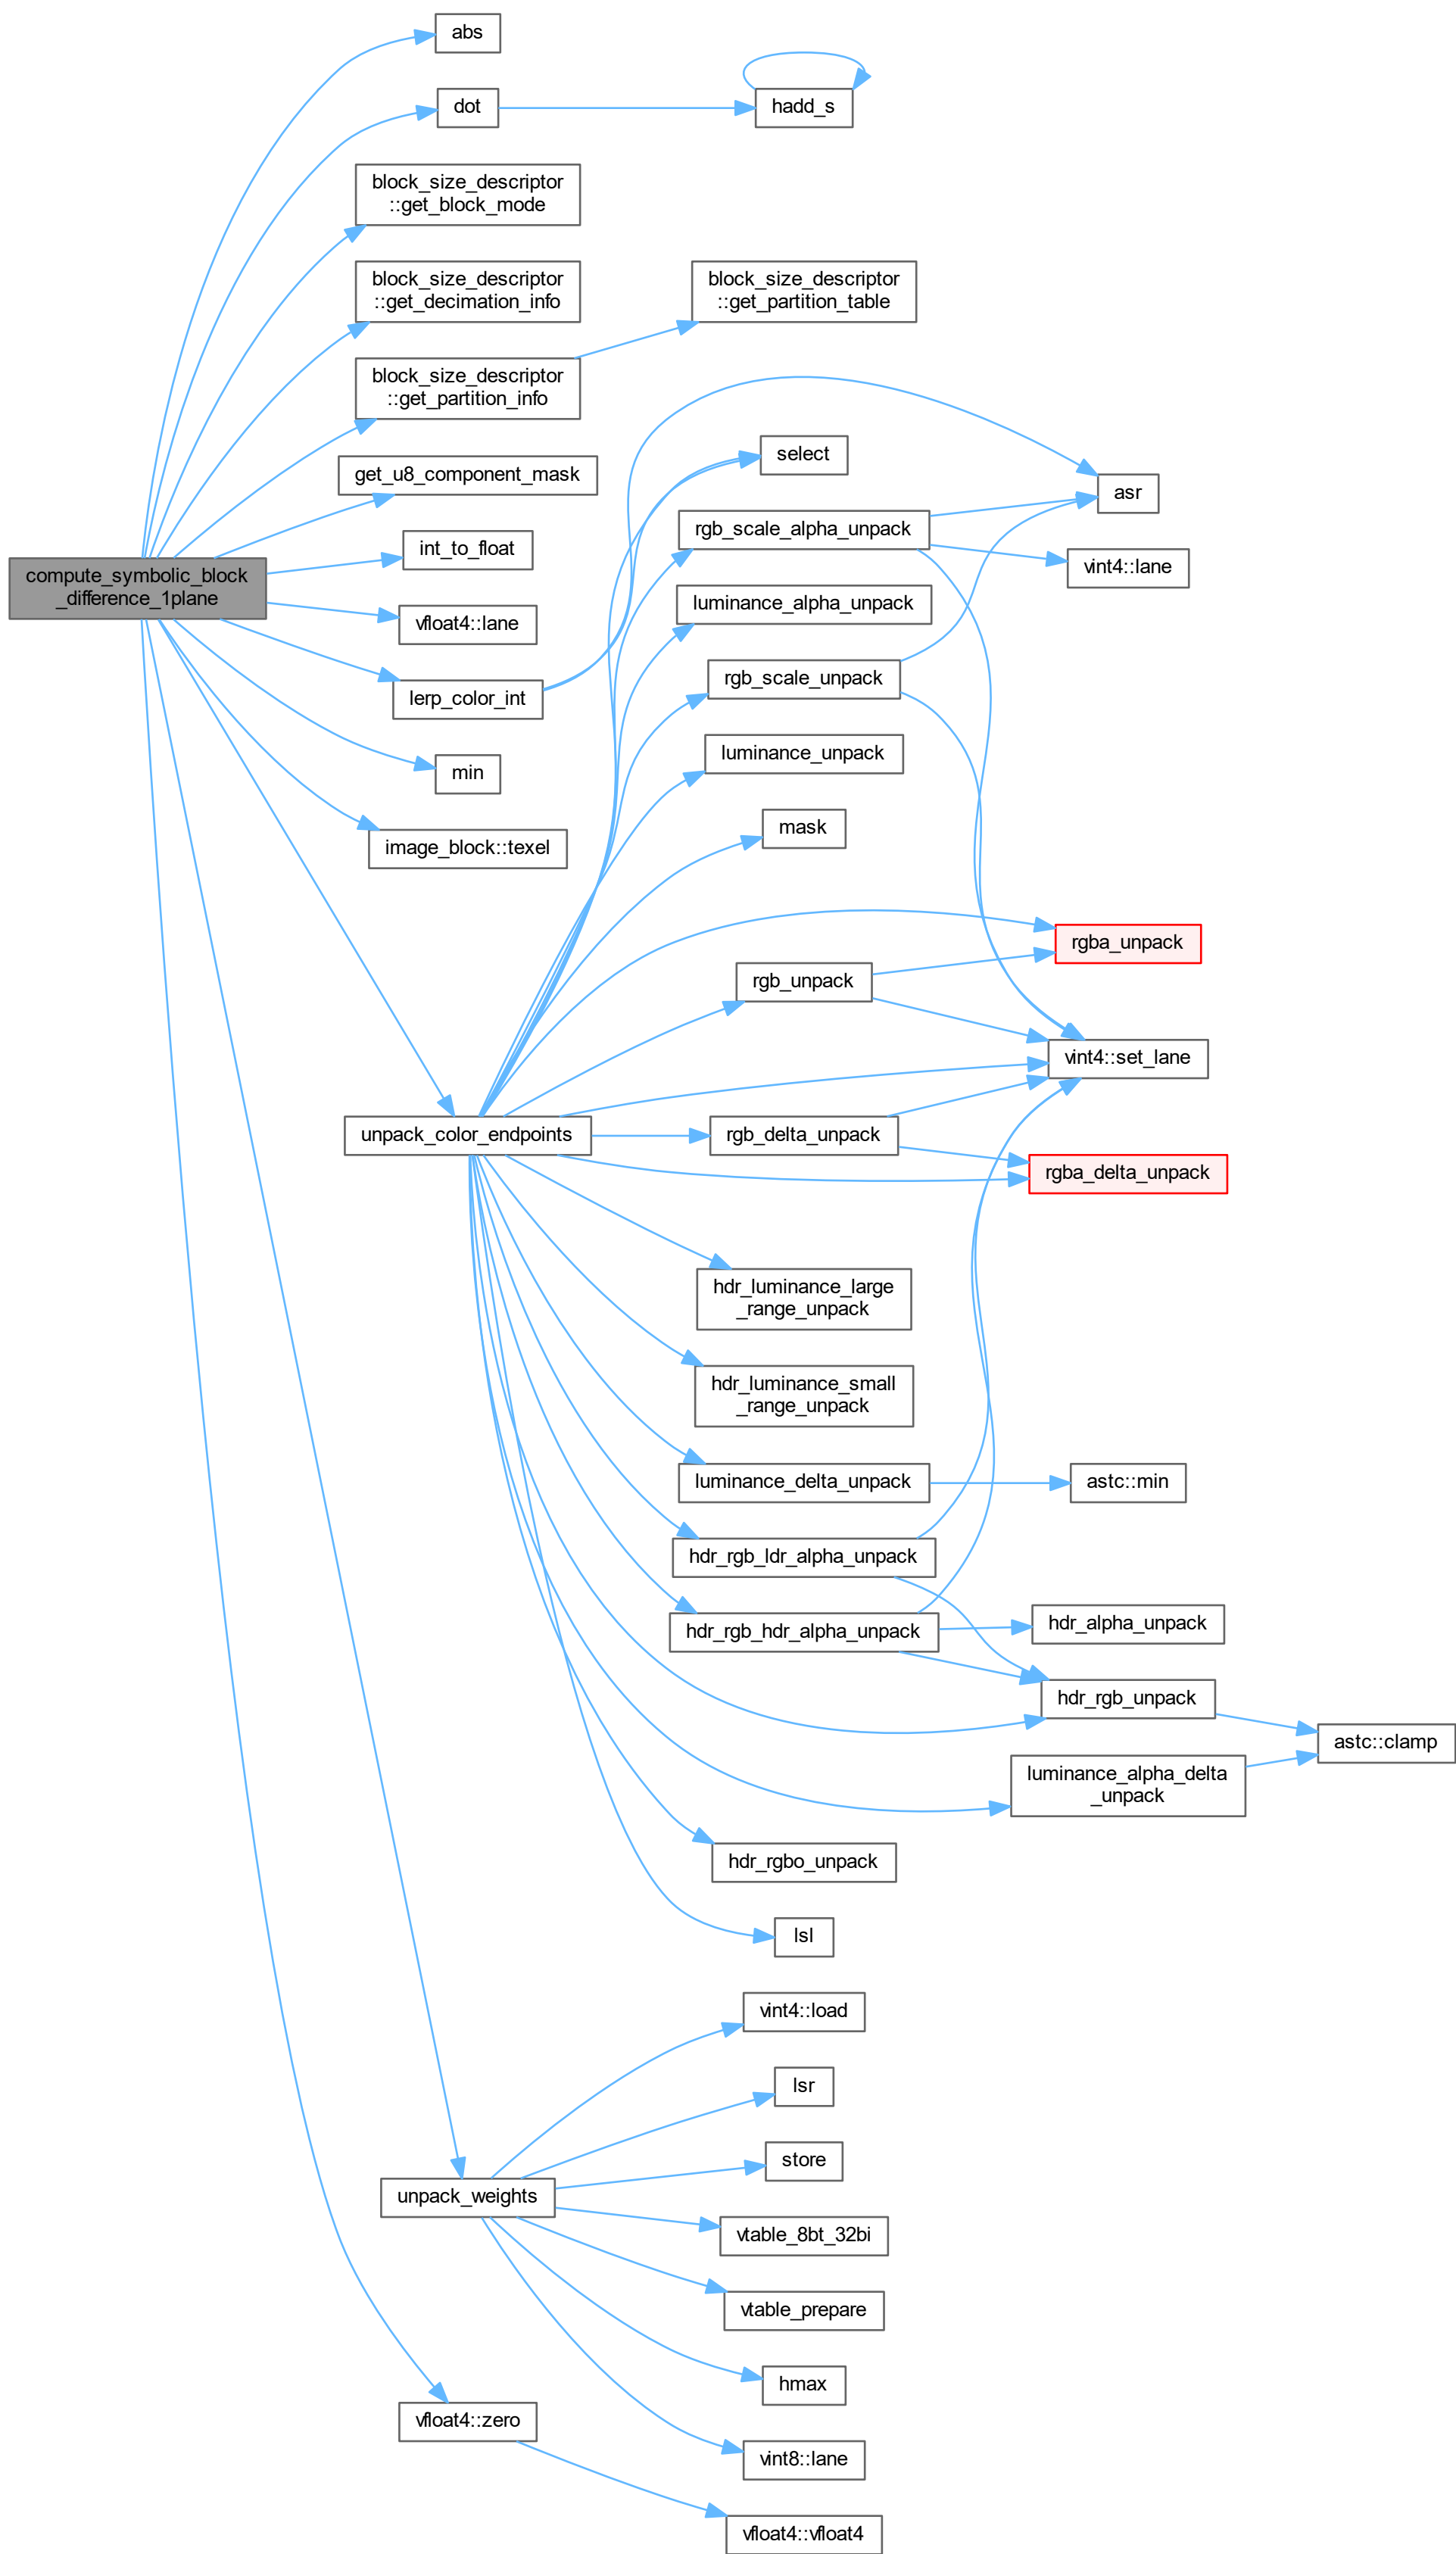 abs
dot
hadd_s
block_size_descriptor
::get_block_mode
block_size_descriptor
::get_decimation_info
block_size_descriptor
::get_partition_table
block_size_descriptor
::get_partition_info
select
get_u8_component_mask
asr
rgb_scale_alpha_unpack
int_to_float
vint4::lane
compute_symbolic_block
_difference_1plane
luminance_alpha_unpack
vfloat4::lane
rgb_scale_unpack
lerp_color_int
luminance_unpack
min
mask
image_block::texel
rgba_unpack
rgb_unpack
vint4::set_lane
unpack_color_endpoints
rgb_delta_unpack
rgba_delta_unpack
hdr_luminance_large
_range_unpack
hdr_luminance_small
_range_unpack
luminance_delta_unpack
astc::min
hdr_rgb_ldr_alpha_unpack
hdr_rgb_hdr_alpha_unpack
hdr_alpha_unpack
hdr_rgb_unpack
astc::clamp
luminance_alpha_delta
_unpack
hdr_rgbo_unpack
lsl
vint4::load
lsr
store
unpack_weights
vtable_8bt_32bi
vtable_prepare
hmax
vfloat4::zero
vint8::lane
vfloat4::vfloat4